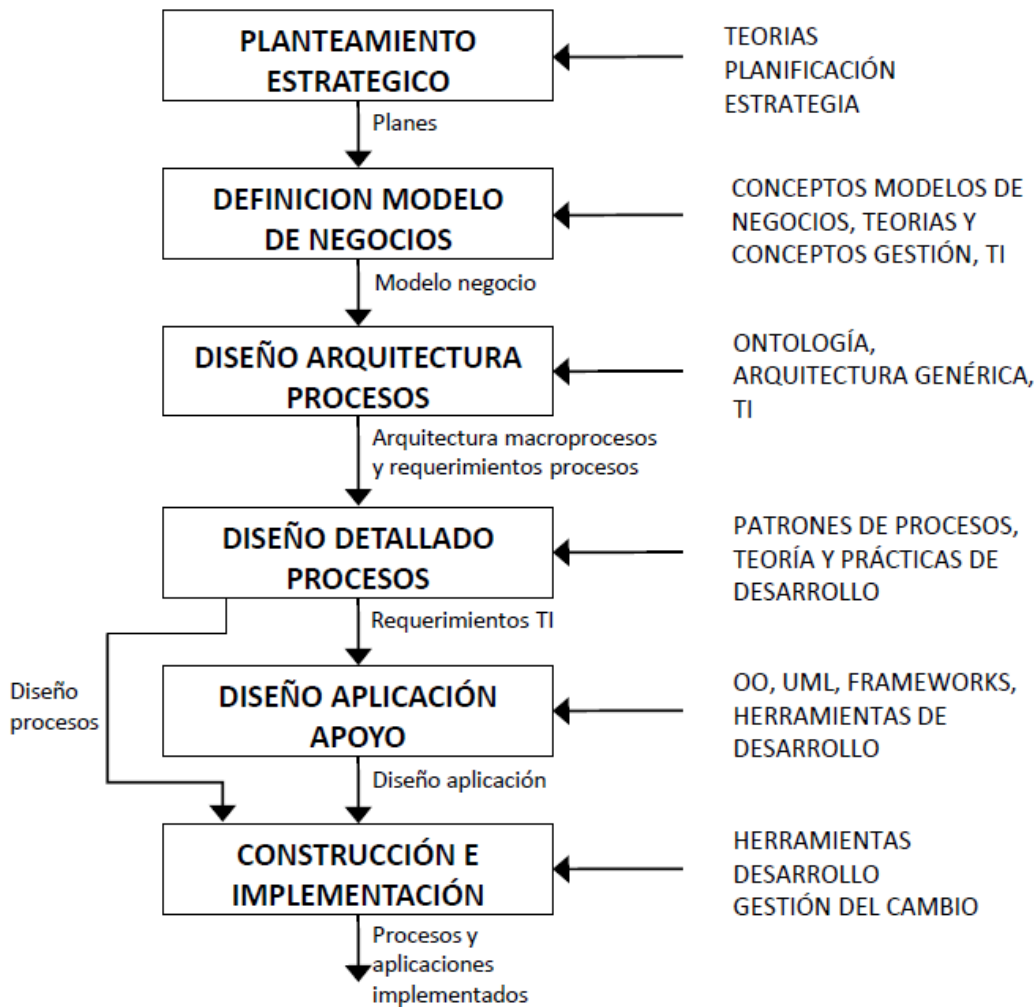 PLANTEAMIENTO
ESTRATEGICO
TEORIAS
PLANIFICACIÓN
ESTRATEGIA
Planes
DEFINICION MODELO
DE NEGOCIOS
CONCEPTOS MODELOS DE
NEGOCIOS, TEORIAS Y
CONCEPTOS GESTIÓN, TI
Modelo negocio
DISEÑO ARQUITECTURA
PROCESOS
ONTOLOGÍA,
ARQUITECTURA GENÉRICA,
TI
Arquitectura macroprocesos
y requerimientos procesos
DISEÑO DETALLADO
PROCESOS
PATRONES DE PROCESOS,
TEORÍA Y PRÁCTICAS DE
DESARROLLO
Requerimientos TI
Diseño
procesos
DISEÑO APLICACIÓN
APOYO
OO, UML, FRAMEWORKS,
HERRAMIENTAS DE
DESARROLLO
Diseño aplicación
CONSTRUCCIÓN E
IMPLEMENTACIÓN
HERRAMIENTAS
DESARROLLO
GESTIÓN DEL CAMBIO
Procesos y
aplicaciones
implementados